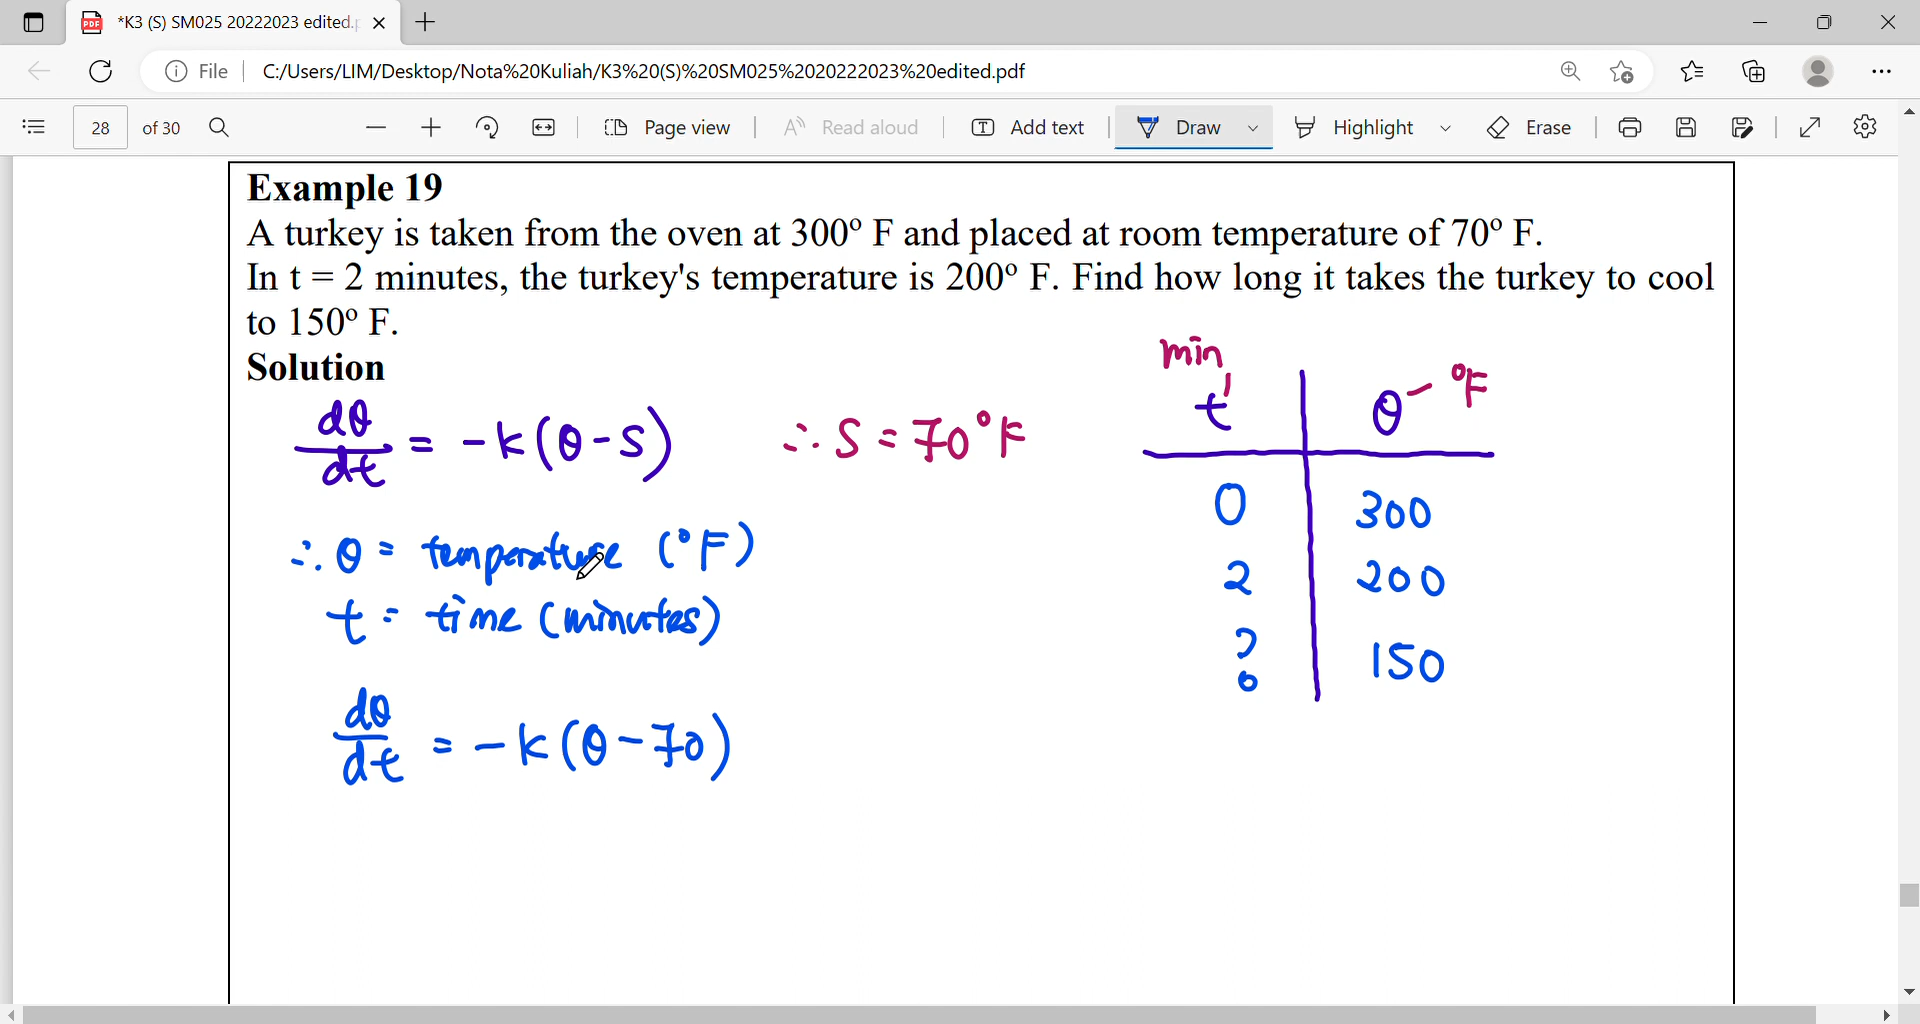 *K3 (S) SM025 20222023 edited.p
File
C:/Users/LIM/Desktop/Nota%20Kuliah/K3%20(S)%20SM025%2020222023%20edited.pdf
28 of 30 Page view Read aloud Add text Draw Highlight Erase
Example 19
A turkey is taken from the oven at 300º F and placed at room temperature of 70º F.
In t = 2 minutes, the turkey's temperature is 200º F. Find how long it takes the turkey to cool
to 150º F.
Solution
dθ/dt = -k(θ-S) ∴ S = 70°F
∴ θ = temperature (°F)
t = time (minutes)
dθ/dt = -k(θ-70)
min
t θ °F
0 300
2 200
? 150